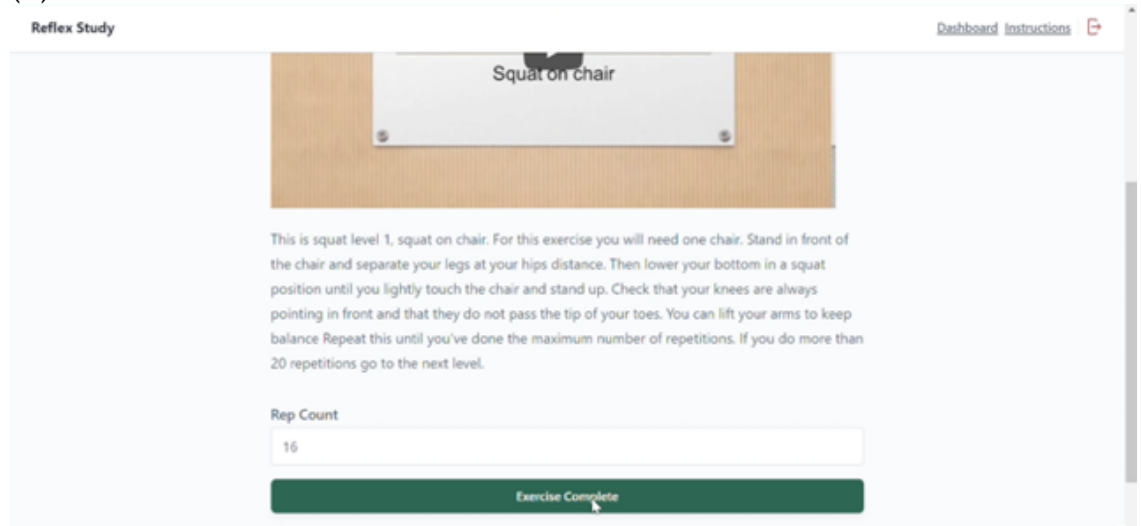 Reflex Study
Dashboard Instructions
Squat on chair
This is squat level 1, squat on chair. For this exercise you will need one chair. Stand in front of
the chair and separate your legs at your hips distance. Then lower your bottom in a squat
position until you lightly touch the chair and stand up. Check that your knees are always
pointing in front and that they do not pass the tip of your toes. You can lift your arms to keep
balance Repeat this until you've done the maximum number of repetitions. If you do more than
20 repetitions go to the next level.
Rep Count
16
Exercise Complete